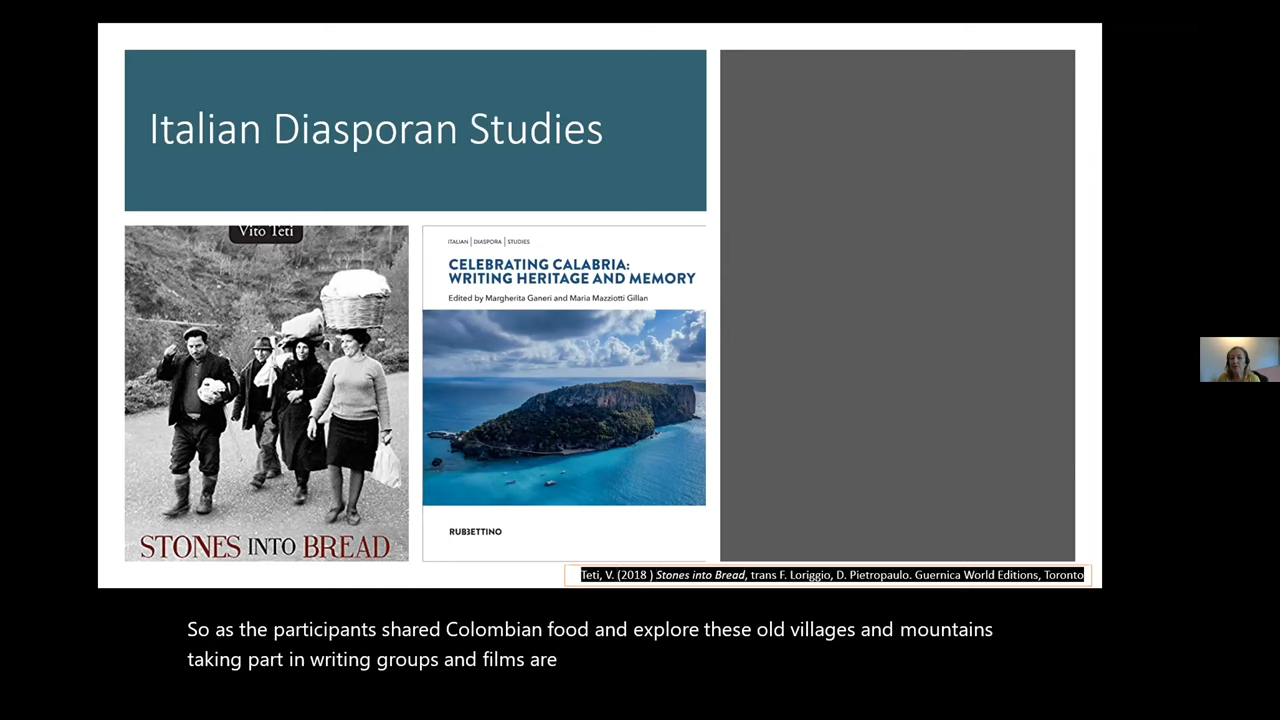 Italian Diasporan Studies
Vito Teti
STONES INTO BREAD
ITALIAN | DIASPORA | STUDIES
CELEBRATING CALABRIA:
WRITING HERITAGE AND MEMORY
Edited by Margherita Ganeri and Maria Mazziotti Gillan
RUBBETTINO
Teti, V. (2018 ) Stones into Bread, trans F. Loriggio, D. Pietropaulo. Guernica World Editions, Toronto
So as the participants shared Colombian food and explore these old villages and mountains
taking part in writing groups and films are